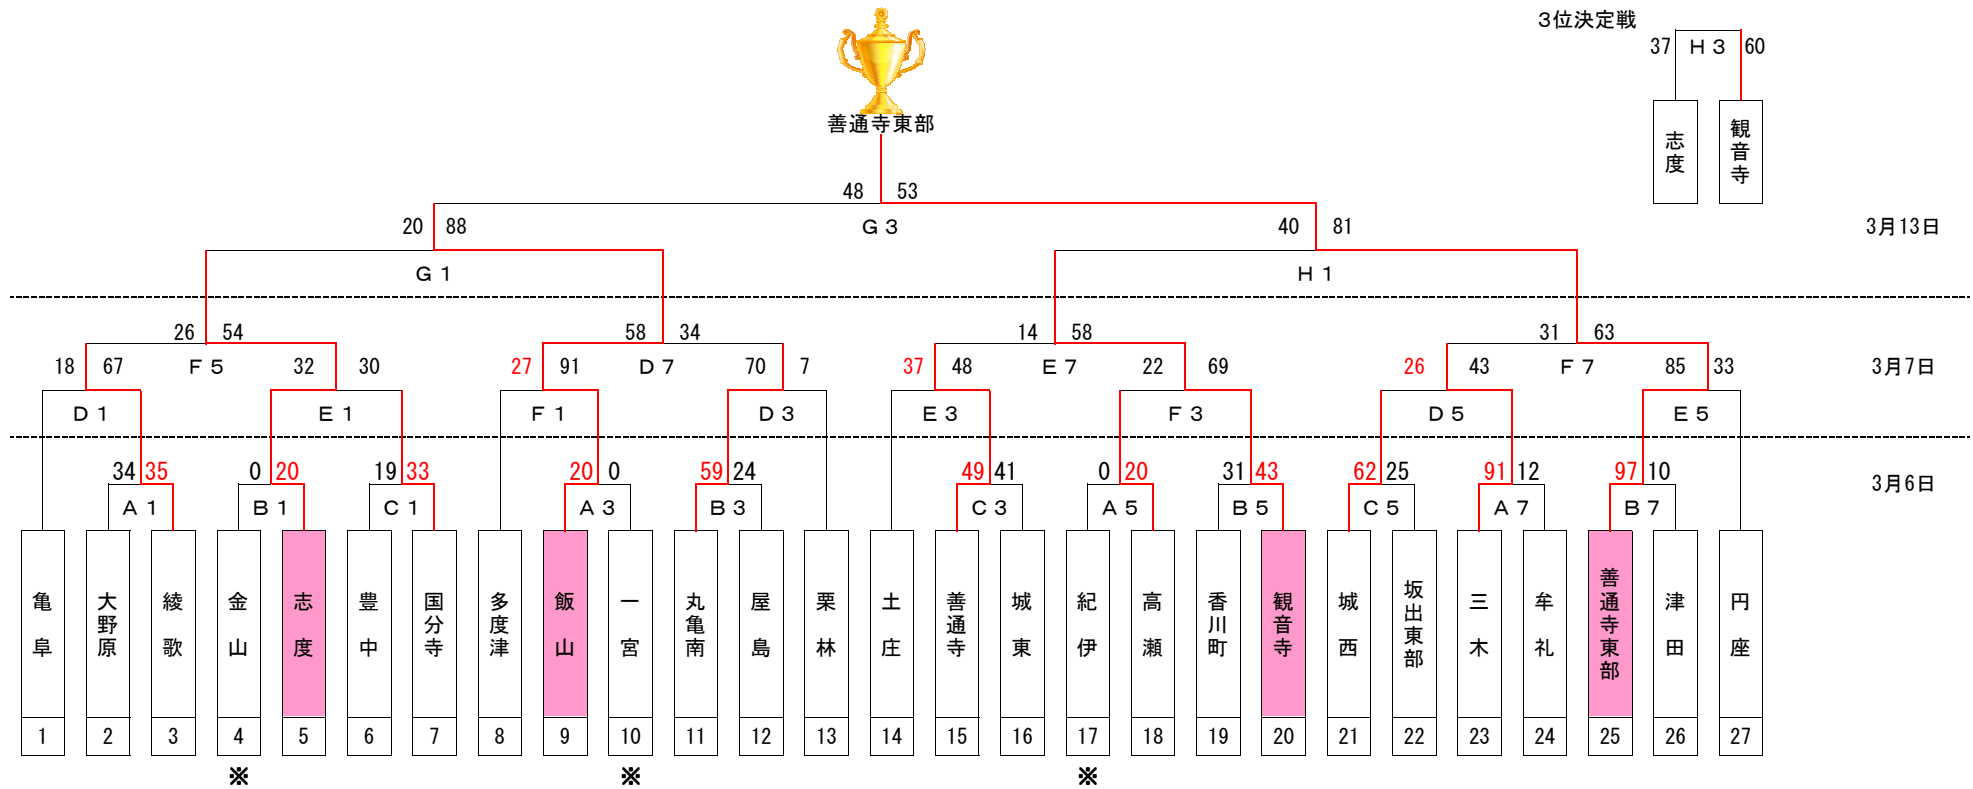 ３位決定戦
37 Ｈ３ 60
志度 観音寺
善通寺東部
48 53
20 88 Ｇ３ 40 81 3月13日
Ｇ１ Ｈ１
26 54 58 34 14 58 31 63
18 67 Ｆ５ 32 30 27 91 Ｄ７ 70 7 37 48 Ｅ７ 22 69 26 43 Ｆ７ 85 33 3月7日
Ｄ１ Ｅ１ Ｆ１ Ｄ３ Ｅ３ Ｆ３ Ｄ５ Ｅ５
34 35 0 20 19 33 20 0 59 24 49 41 0 20 31 43 62 25 91 12 97 10 3月6日
Ａ１ Ｂ１ Ｃ１ Ａ３ Ｂ３ Ｃ３ Ａ５ Ｂ５ Ｃ５ Ａ７ Ｂ７
亀阜 大野原 綾歌 金山 志度 豊中 国分寺 多度津 飯山 一宮 丸亀南 屋島 栗林 土庄 善通寺 城東 紀伊 高瀬 香川町 観音寺 城西 坂出東部 三木 牟礼 善通寺東部 津田 円座
1 2 3 4 5 6 7 8 9 10 11 12 13 14 15 16 17 18 19 20 21 22 23 24 25 26 27
※ ※ ※